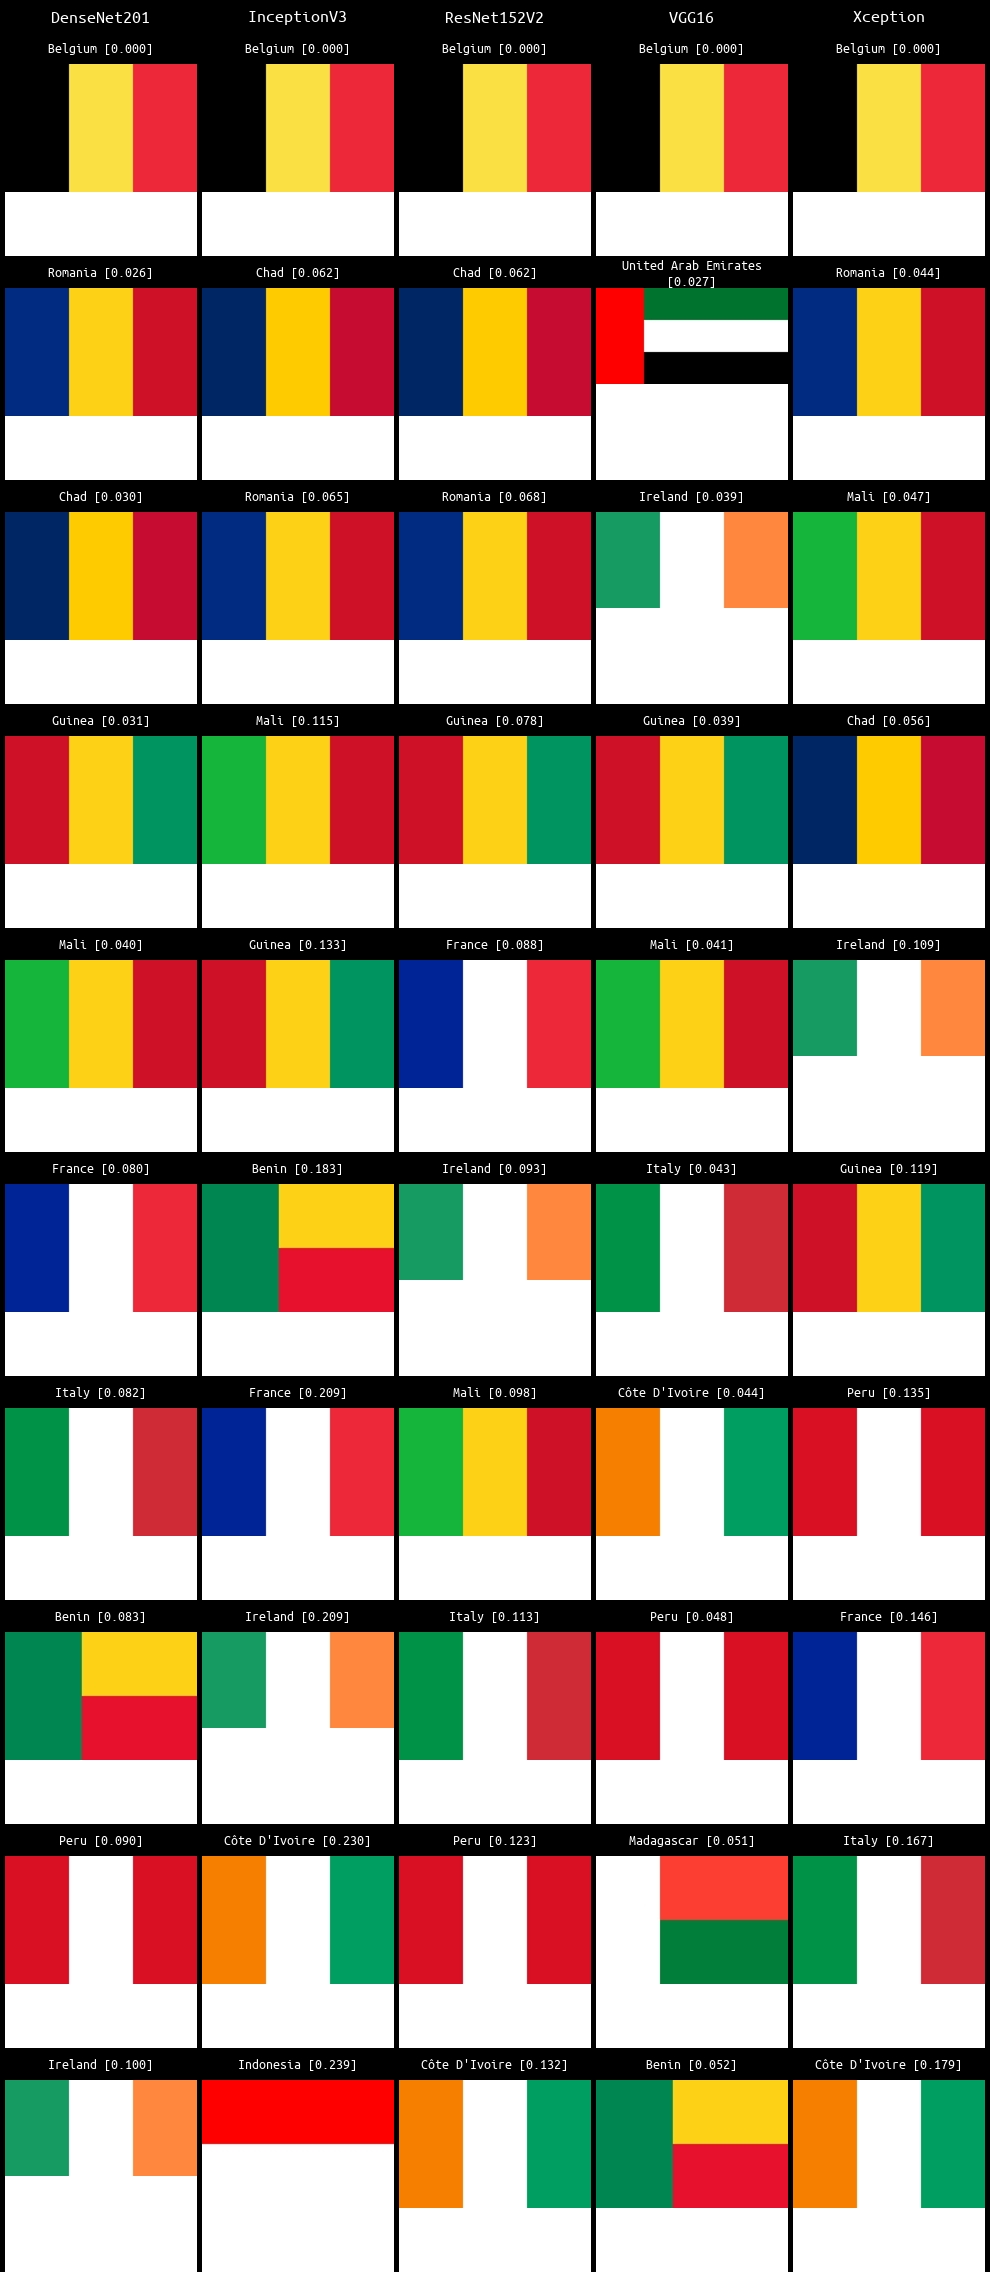 DenseNet201 InceptionV3 ResNet152V2 VGG16 Xception
Belgium [0.000] Belgium [0.000] Belgium [0.000] Belgium [0.000] Belgium [0.000]
Romania [0.026] Chad [0.062] Chad [0.062] United Arab Emirates
[0.027] Romania [0.044]
Chad [0.030] Romania [0.065] Romania [0.068] Ireland [0.039] Mali [0.047]
Guinea [0.031] Mali [0.115] Guinea [0.078] Guinea [0.039] Chad [0.056]
Mali [0.040] Guinea [0.133] France [0.088] Mali [0.041] Ireland [0.109]
France [0.080] Benin [0.183] Ireland [0.093] Italy [0.043] Guinea [0.119]
Italy [0.082] France [0.209] Mali [0.098] Côte D'Ivoire [0.044] Peru [0.135]
Benin [0.083] Ireland [0.209] Italy [0.113] Peru [0.048] France [0.146]
Peru [0.090] Côte D'Ivoire [0.230] Peru [0.123] Madagascar [0.051] Italy [0.167]
Ireland [0.100] Indonesia [0.239] Côte D'Ivoire [0.132] Benin [0.052] Côte D'Ivoire [0.179]